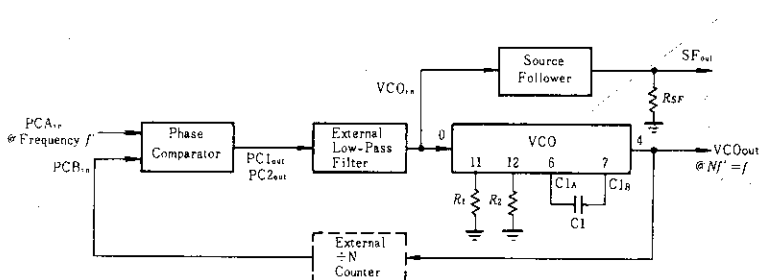 Source
Follower
SFout
RSF
VCOin
PCAin
@ Frequency f'
PCBin
Phase
Comparator
PC1out
PC2out
External
Low-Pass
Filter
0
VCO
4
11
12
6
7
VCOout
@Nf'=f
R1
R2
C1A
C1B
C1
External
÷N
Counter